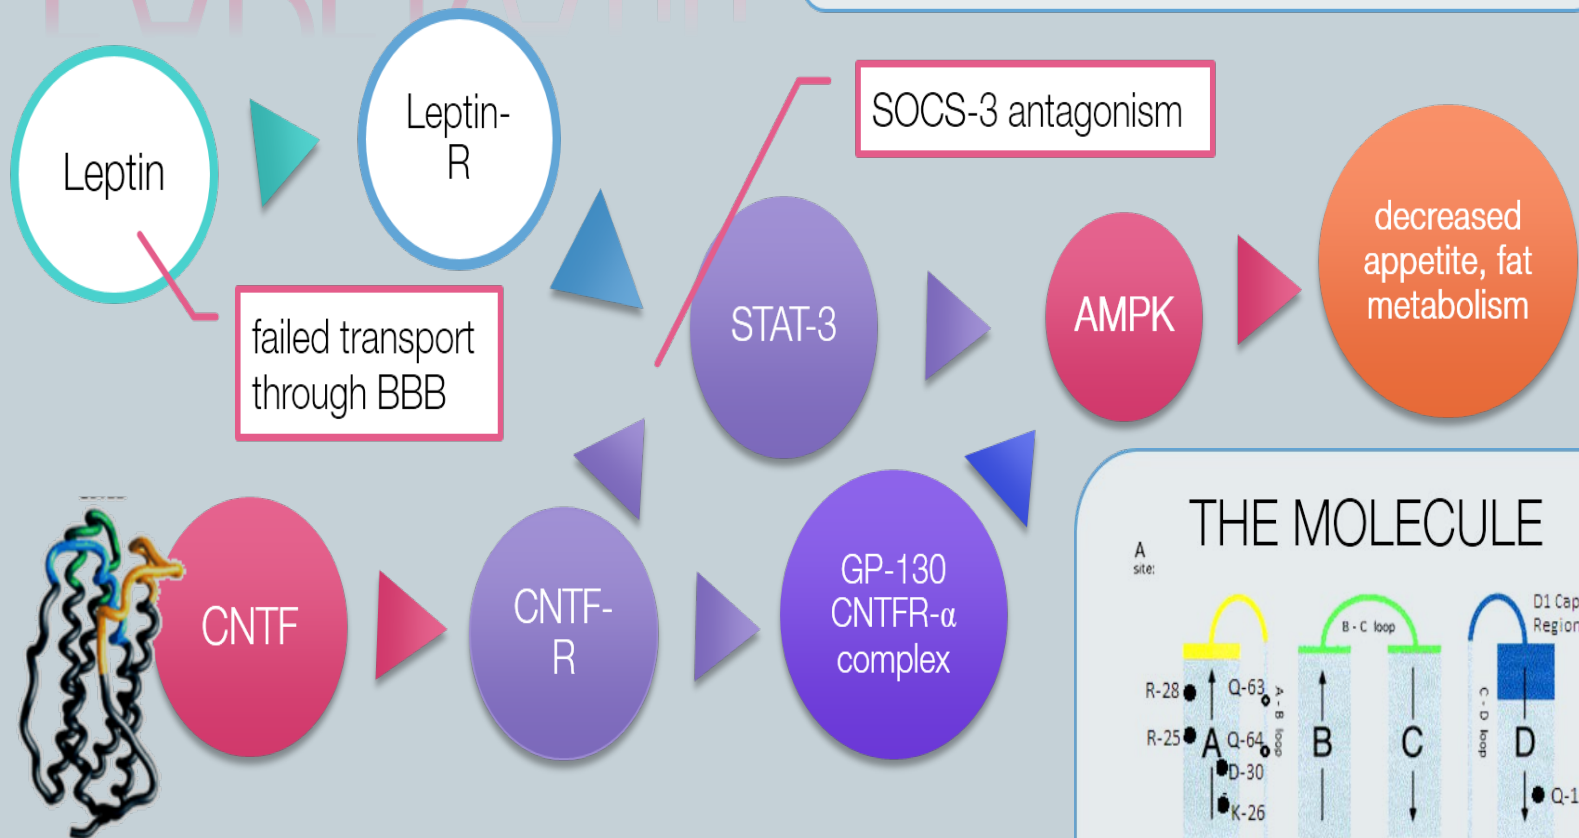 Leptin
Leptin-
R
SOCS-3 antagonism
decreased
appetite, fat
metabolism
failed transport
through BBB
STAT-3
AMPK
CNTF
CNTF-
R
GP-130
CNTFR-α
complex
THE MOLECULE
A
site:
D1 Cap
Region
B - C loop
R-28
Q-63
A - B loop
C - D loop
R-25
A
Q-64
B
C
D
D-30
K-26